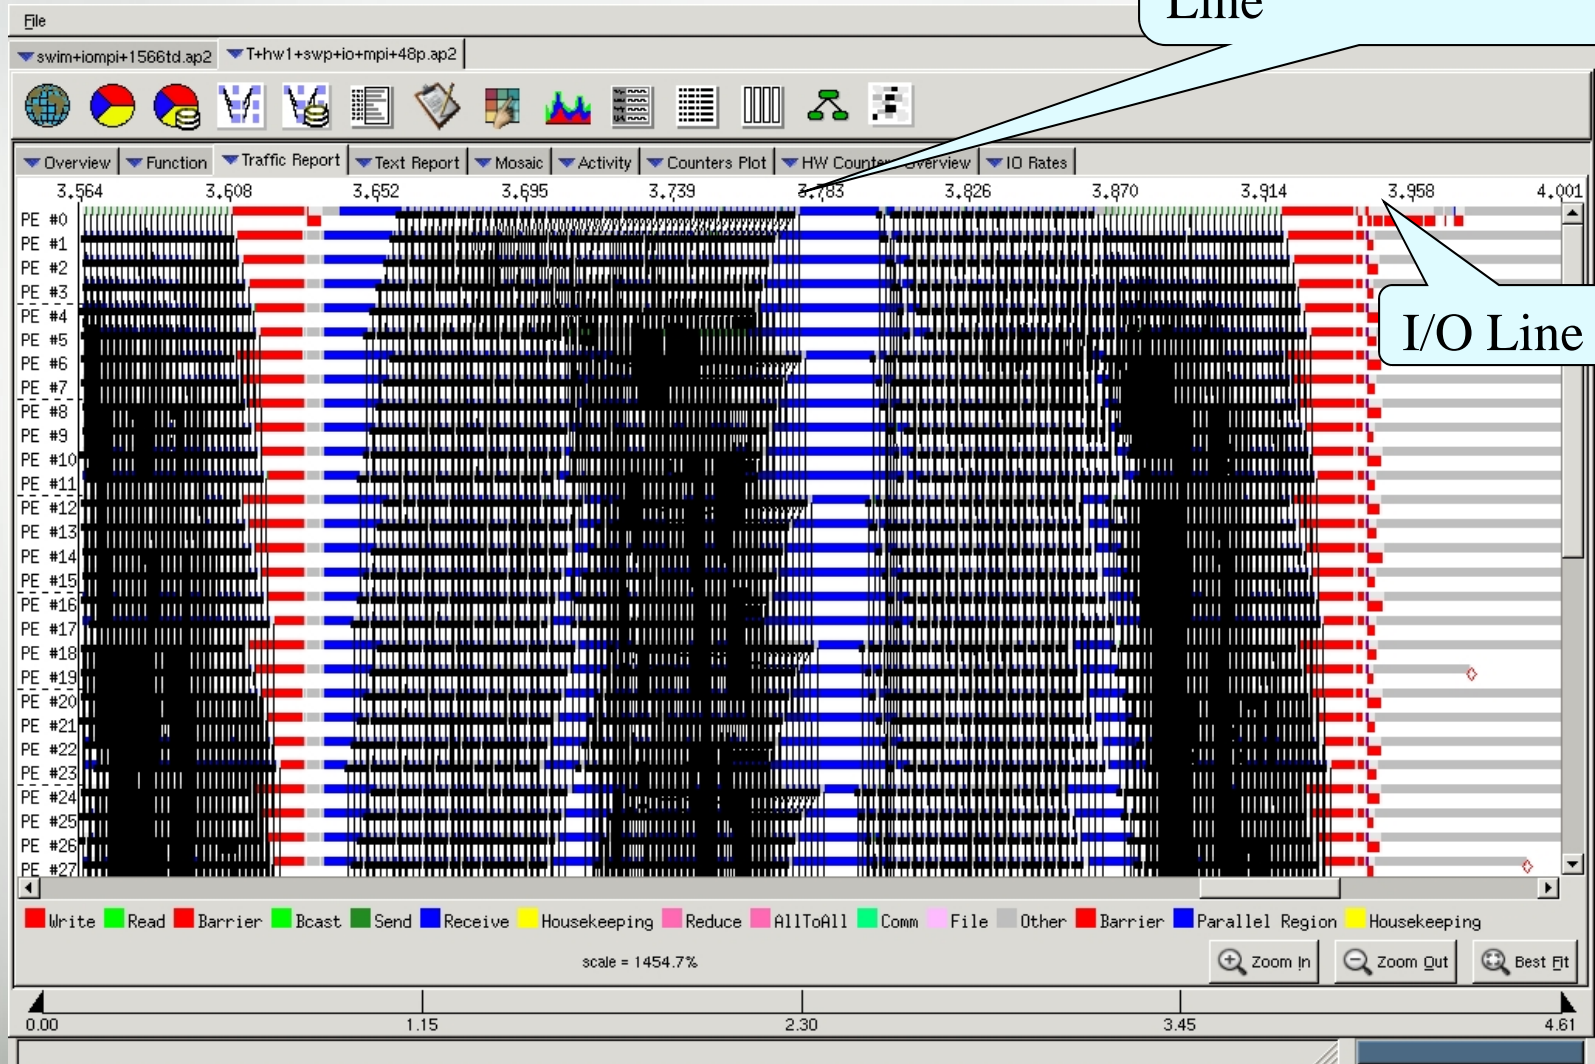 Line
File
swim+iompi+1566td.ap2 T+hw1+swp+io+mpi+48p.ap2
Overview Function Traffic Report Text Report Mosaic Activity Counters Plot HW Counters Overview IO Rates
3.564 3.608 3.652 3.695 3.739 3.783 3.826 3.870 3.914 3.958 4.001
PE #0
PE #1
PE #2
PE #3
PE #4
PE #5
I/O Line
PE #6
PE #7
PE #8
PE #9
PE #10
PE #11
PE #12
PE #13
PE #14
PE #15
PE #16
PE #17
PE #18
PE #19
PE #20
PE #21
PE #22
PE #23
PE #24
PE #25
PE #26
PE #27
Write Read Barrier Bcast Send Receive Housekeeping Reduce AllToAll Comm File Other Barrier Parallel Region Housekeeping
scale = 1454.7% Zoom In Zoom Out Best Fit
0.00 1.15 2.30 3.45 4.61